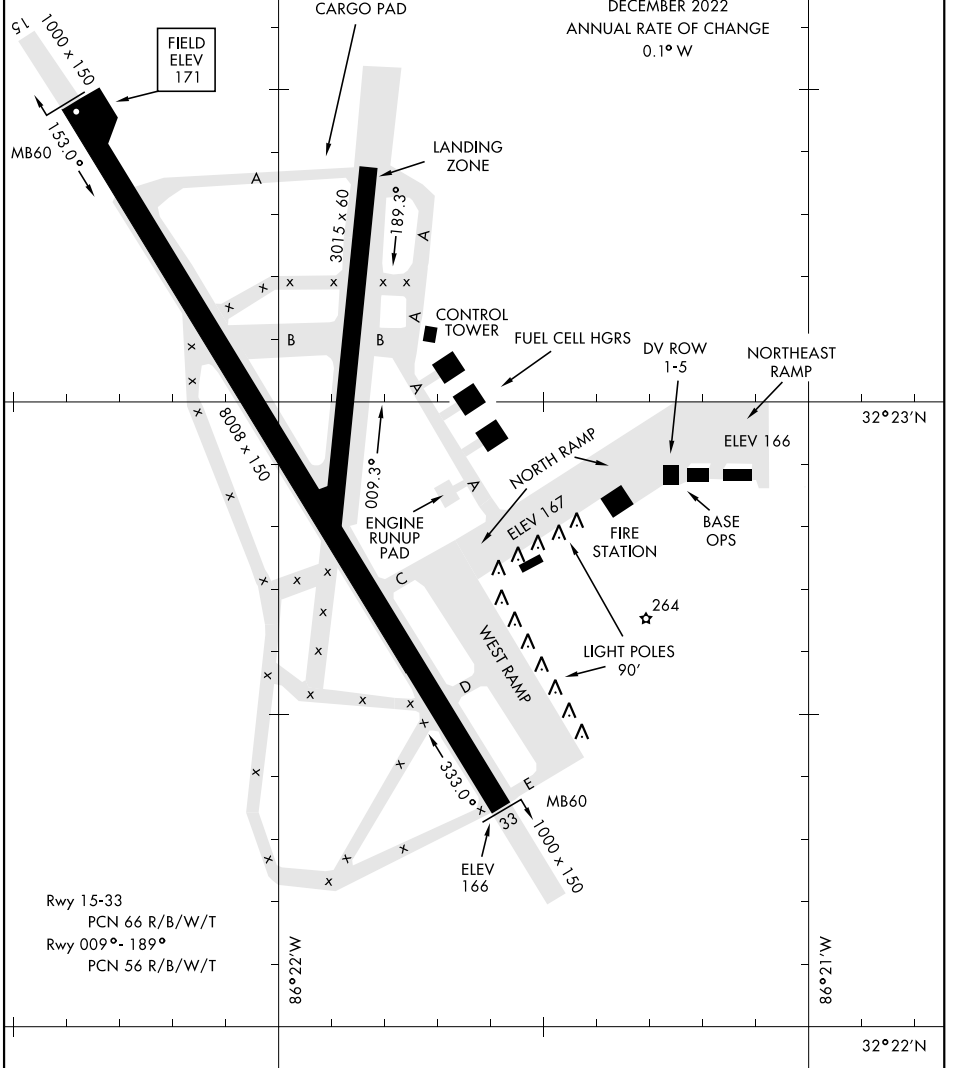 CARGO PAD
DECEMBER 2022
ANNUAL RATE OF CHANGE
0.1° W
15
1000 x 150
FIELD
ELEV
171
MB60
153.0°
A
LANDING
ZONE
3015 x 60
189.3°
A
x x x x x x
A
CONTROL
TOWER
FUEL CELL HGRS
B
B
DV ROW
1-5
NORTHEAST
RAMP
x
x
A
32°23'N
x
8008 x 150
009.3°
NORTH RAMP
ELEV 166
x
A
ELEV 167
ENGINE
RUNUP
PAD
FIRE
STATION
BASE
OPS
C
x x x
x
264
WEST RAMP
LIGHT POLES
90'
x
x
D
x x x
x
333.0°
x
x
E
MB60
x
33
1000 x 150
x
x
x
x
ELEV
166
Rwy 15-33
PCN 66 R/B/W/T
Rwy 009°-189°
PCN 56 R/B/W/T
86°22'W
86°21'W
32°22'N